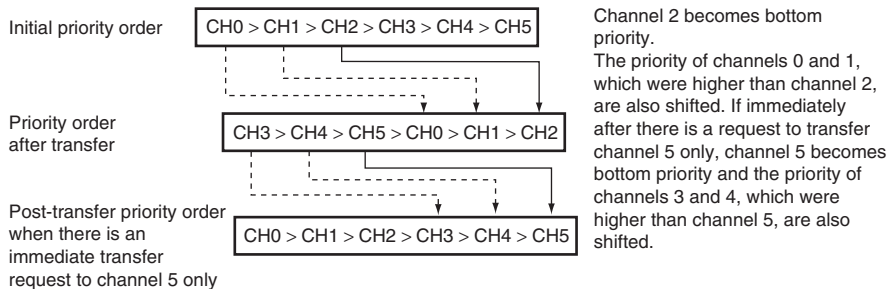 Initial priority order
CH0 > CH1 > CH2 > CH3 > CH4 > CH5
Priority order
after transfer
CH3 > CH4 > CH5 > CH0 > CH1 > CH2
Post-transfer priority order
when there is an
immediate transfer
request to channel 5 only
CH0 > CH1 > CH2 > CH3 > CH4 > CH5
Channel 2 becomes bottom
priority.
The priority of channels 0 and 1,
which were higher than channel 2,
are also shifted. If immediately
after there is a request to transfer
channel 5 only, channel 5 becomes
bottom priority and the priority of
channels 3 and 4, which were
higher than channel 5, are also
shifted.